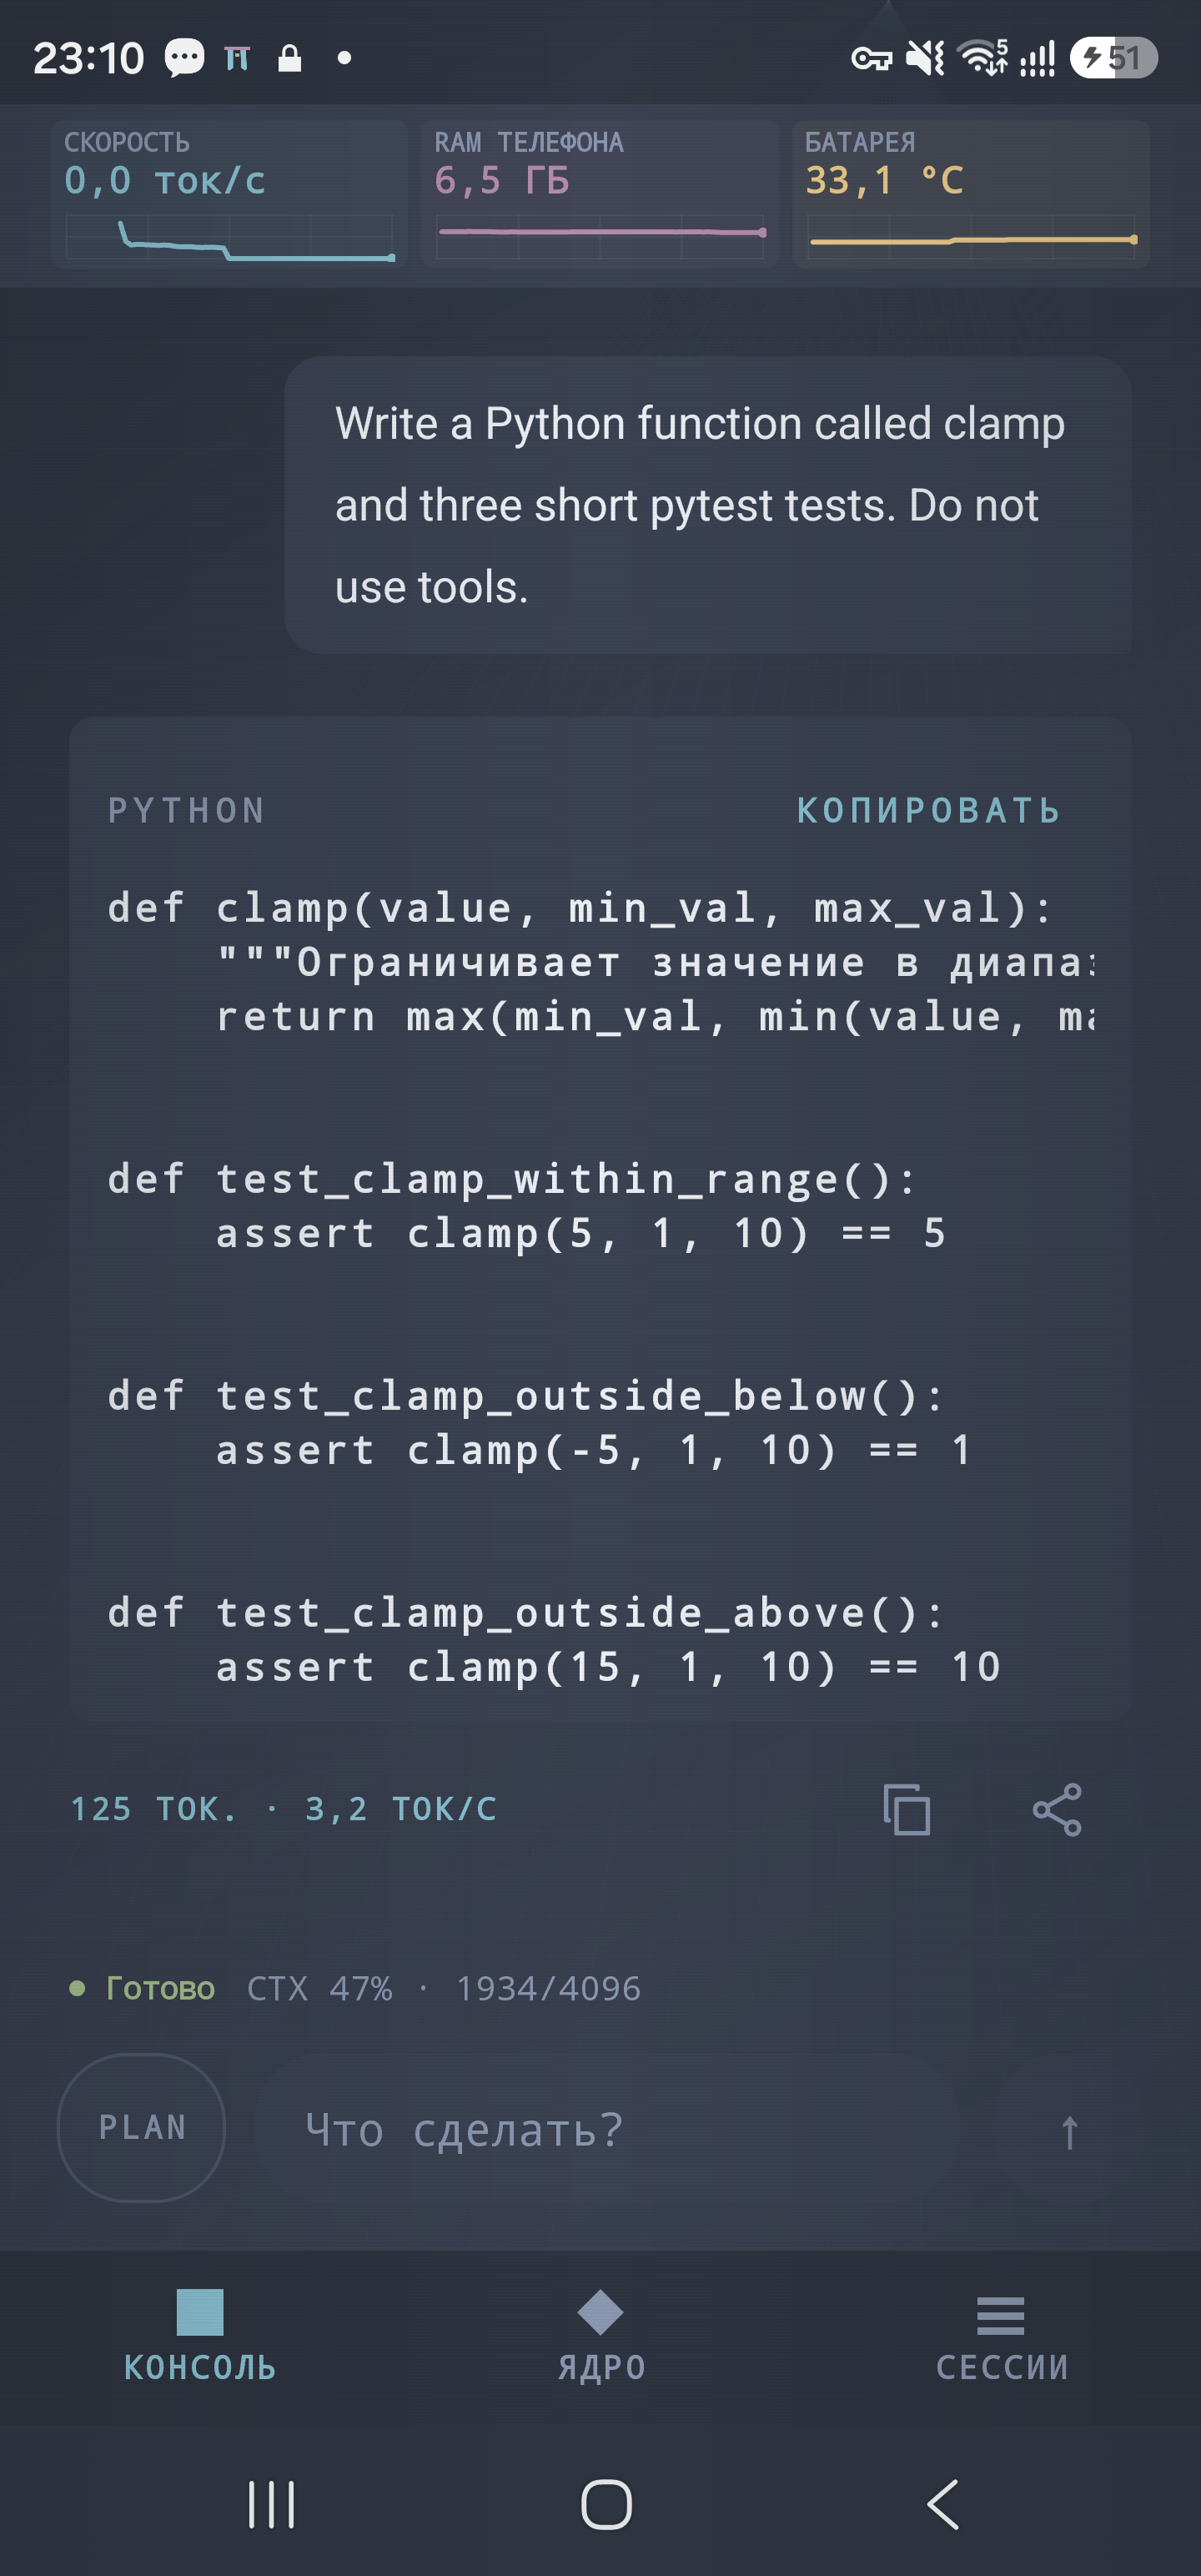 23:10
5
51
СКОРОСТЬ
0,0 ток/с
RAM ТЕЛЕФОНА
6,5 ГБ
БАТАРЕЯ
33,1 °C
Write a Python function called clamp
and three short pytest tests. Do not
use tools.
PYTHON
КОПИРОВАТЬ
def clamp(value, min_val, max_val):
    """Ограничивает значение в диапаз
    return max(min_val, min(value, ma
def test_clamp_within_range():
    assert clamp(5, 1, 10) == 5
def test_clamp_outside_below():
    assert clamp(-5, 1, 10) == 1
def test_clamp_outside_above():
    assert clamp(15, 1, 10) == 10
125 ТОК. · 3,2 ТОК/С
Готово CTX 47% · 1934/4096
PLAN
Что сделать?
↑
КОНСОЛЬ
ЯДРО
СЕССИИ